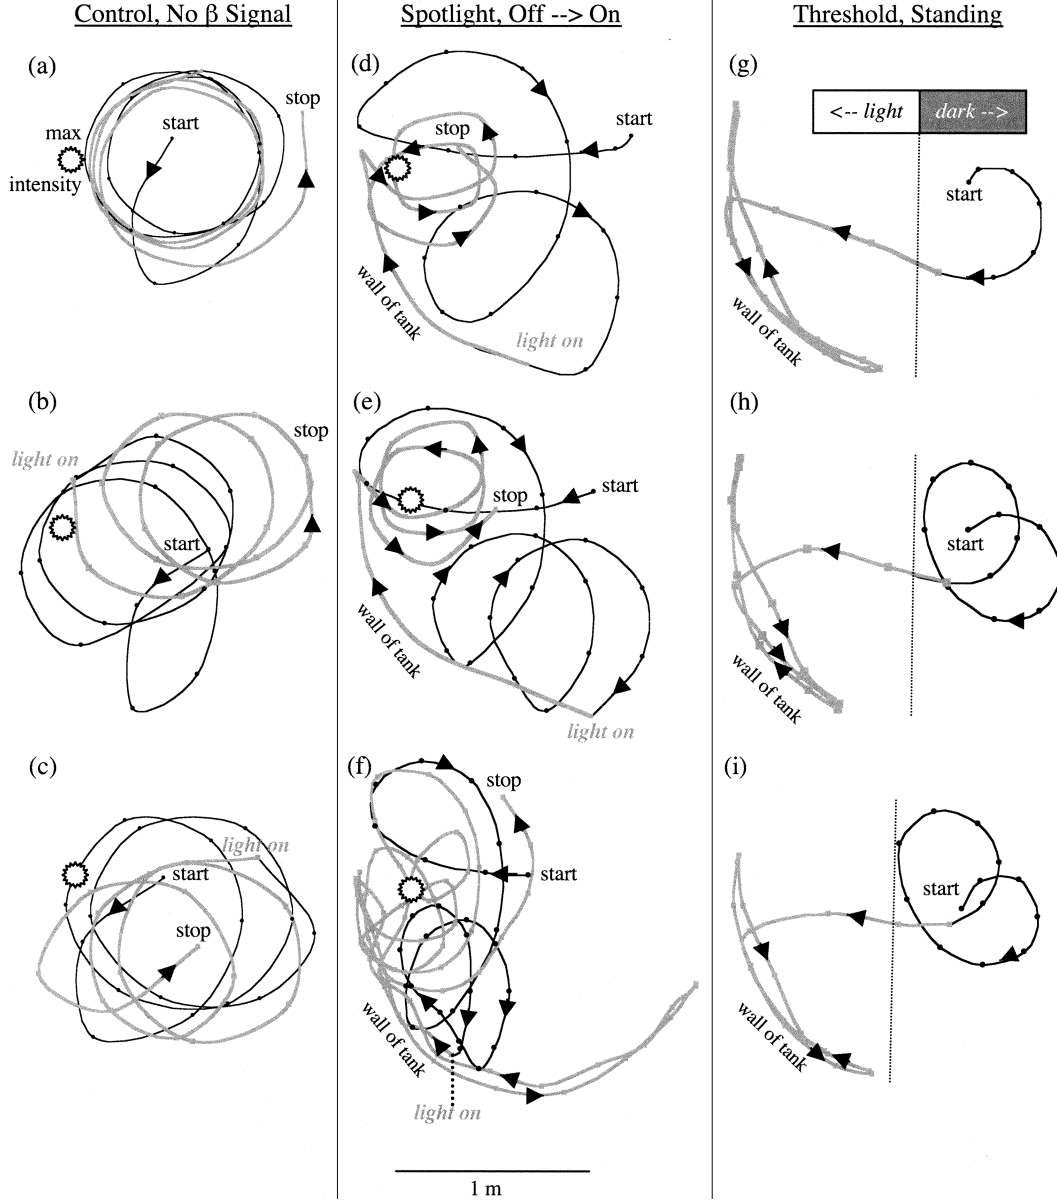 Control, No β Signal
Spotlight, Off --> On
Threshold, Standing
(a)
stop
start
max
intensity
(b)
light on
stop
start
(c)
light on
start
stop
(d)
start
stop
wall of tank
light on
(e)
start
stop
wall of tank
light on
(f)
stop
start
wall of tank
light on
1 m
(g)
<-- light
dark -->
start
wall of tank
(h)
start
wall of tank
(i)
start
wall of tank